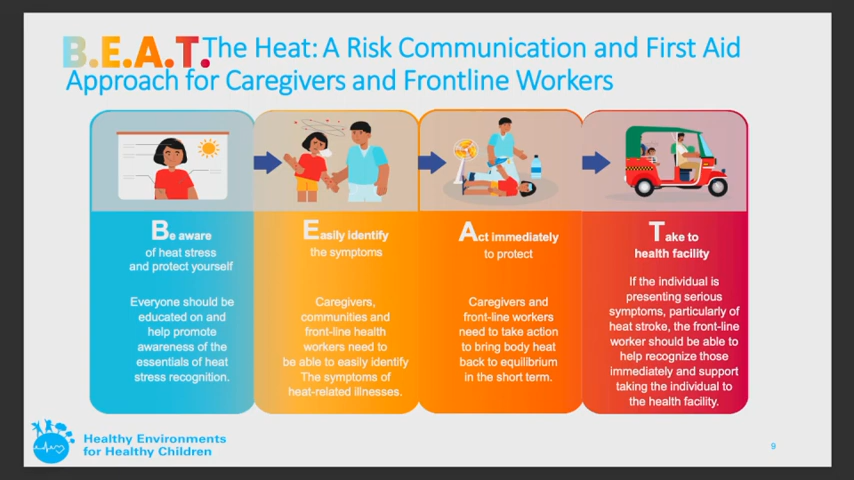 B.E.A.T. The Heat: A Risk Communication and First Aid
Approach for Caregivers and Frontline Workers
Be aware
of heat stress
and protect yourself
Everyone should be
educated on and
help promote
awareness of the
essentials of heat
stress recognition.
Easily identify
the symptoms
Caregivers,
communities and
front-line health
workers need to
be able to easily identify
The symptoms of
heat-related illnesses.
Act immediately
to protect
Caregivers and
front-line workers
need to take action
to bring body heat
back to equilibrium
in the short term.
Take to
health facility
If the individual is
presenting serious
symptoms, particularly of
heat stroke, the front-line
worker should be able to
help recognize those
immediately and support
taking the individual to
the health facility.
Healthy Environments
for Healthy Children
9